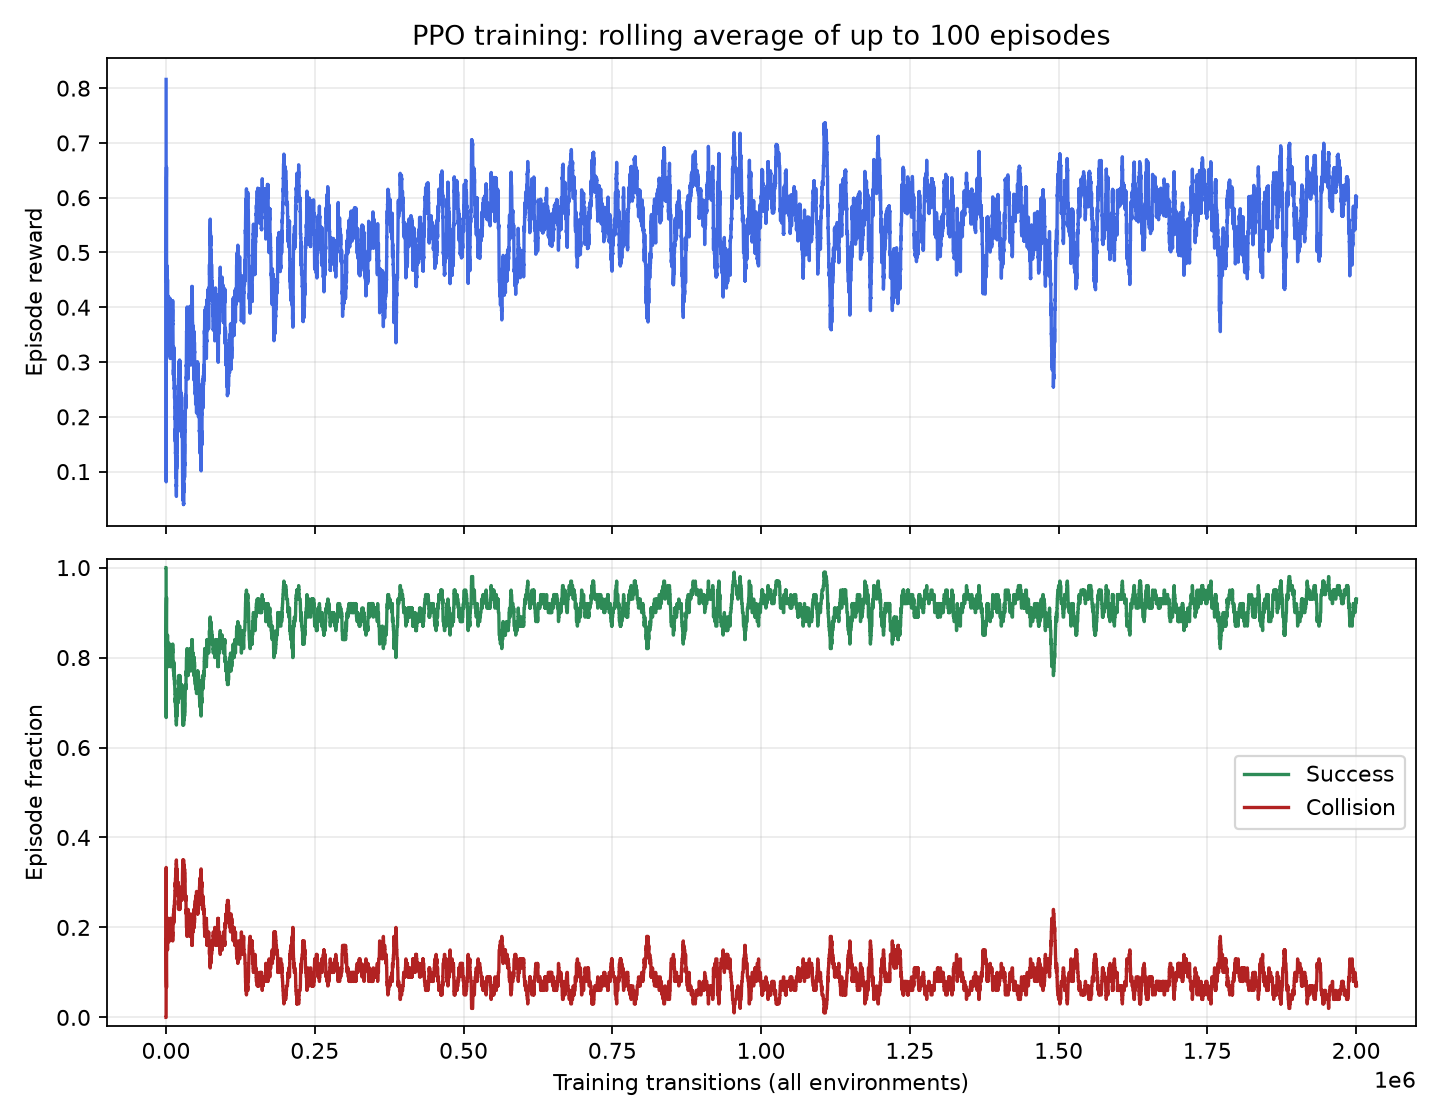 PPO training: rolling average of up to 100 episodes
Episode reward
0.8
0.7
0.6
0.5
0.4
0.3
0.2
0.1
Episode fraction
1.0
0.8
0.6
0.4
0.2
0.0
Success
Collision
0.00 0.25 0.50 0.75 1.00 1.25 1.50 1.75 2.00
1e6
Training transitions (all environments)